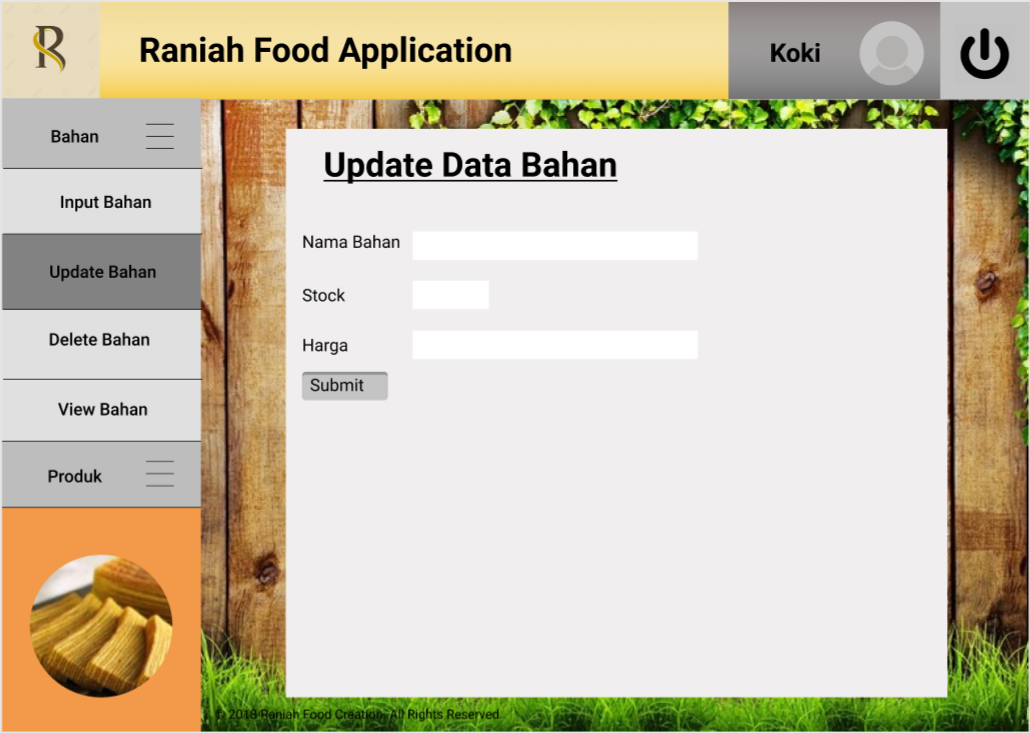 R
Raniah Food Application
Koki
Bahan
Input Bahan
Update Bahan
Delete Bahan
View Bahan
Produk
Update Data Bahan
Nama Bahan
Stock
Harga
Submit
© 2018 Raniah Food Creation. All Rights Reserved.